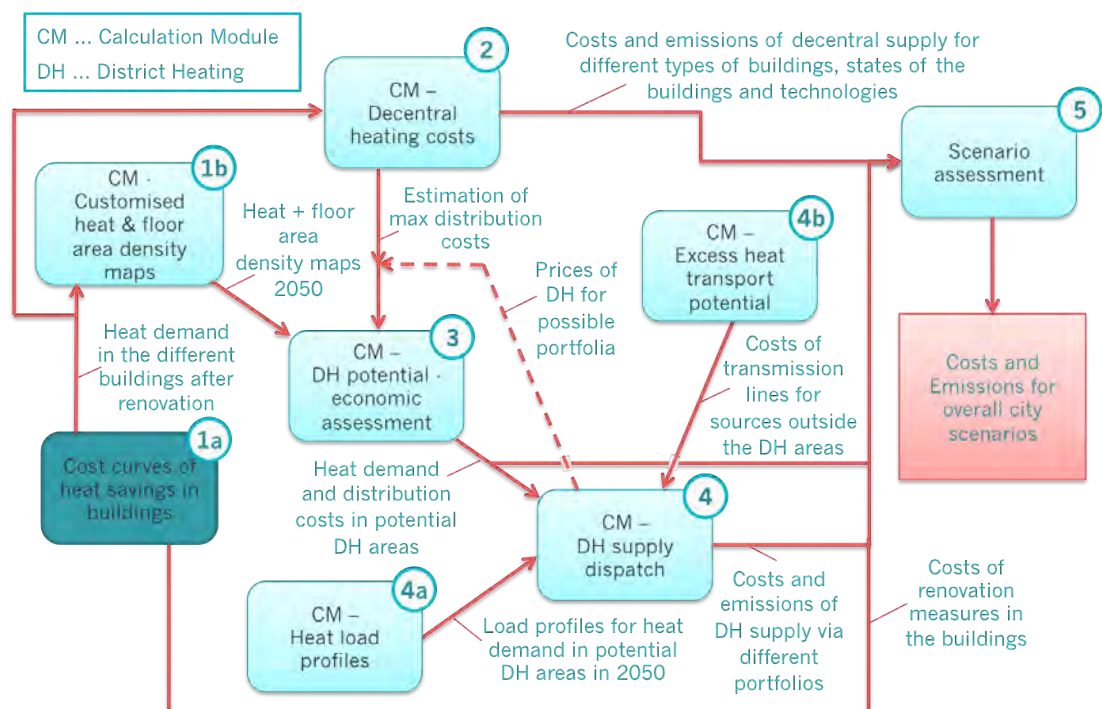 CM ... Calculation Module
DH ... District Heating
2
CM –
Decentral
heating costs
Costs and emissions of decentral supply for
different types of buildings, states of the
buildings and technologies
5
Scenario
assessment
1b
CM -
Customised
heat & floor
area density
maps
Heat + floor
area
density maps
2050
Estimation of
max distribution
costs
4b
CM –
Excess heat
transport
potential
Prices of
DH for
possible
portfolia
Heat demand
in the different
buildings after
renovation
3
CM –
DH potential -
economic
assessment
Costs of
transmission
lines for
sources outside
the DH areas
Costs and
Emissions for
overall city
scenarios
1a
Cost curves of
heat savings in
buildings
Heat demand
and distribution
costs in potential
DH areas
4
CM –
DH supply
dispatch
4a
CM –
Heat load
profiles
Load profiles for heat
demand in potential
DH areas in 2050
Costs and
emissions of
DH supply via
different
portfolios
Costs of
renovation
measures in
the buildings